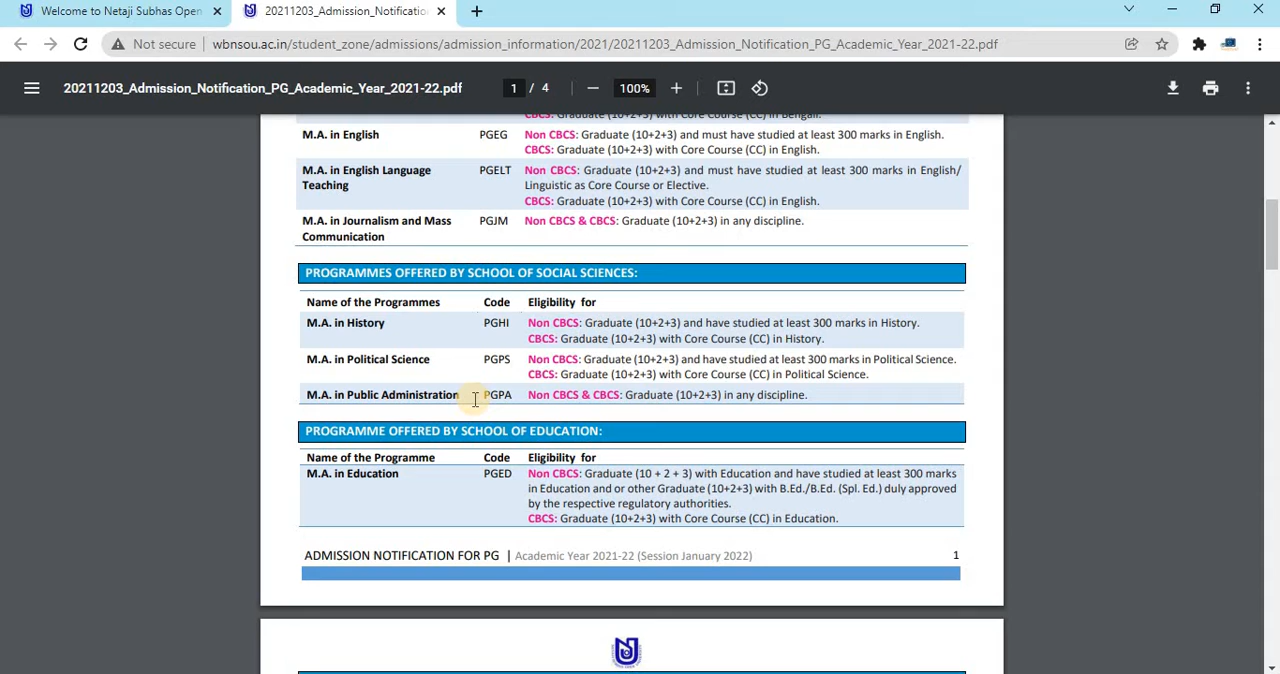 Welcome to Netaji Subhas Open
20211203_Admission_Notificatio
Not secure
wbnsou.ac.in/student_zone/admissions/admission_information/2021/20211203_Admission_Notification_PG_Academic_Year_2021-22.pdf
20211203_Admission_Notification_PG_Academic_Year_2021-22.pdf
1 / 4
100%
CBCS: Graduate (10+2+3) with Core Course (CC) in Bengali.
M.A. in English PGEG Non CBCS: Graduate (10+2+3) and must have studied at least 300 marks in English.
CBCS: Graduate (10+2+3) with Core Course (CC) in English.
M.A. in English Language PGELT Non CBCS: Graduate (10+2+3) and must have studied at least 300 marks in English/
Teaching Linguistic as Core Course or Elective.
CBCS: Graduate (10+2+3) with Core Course (CC) in English.
M.A. in Journalism and Mass PGJM Non CBCS & CBCS: Graduate (10+2+3) in any discipline.
Communication
PROGRAMMES OFFERED BY SCHOOL OF SOCIAL SCIENCES:
Name of the Programmes Code Eligibility for
M.A. in History PGHI Non CBCS: Graduate (10+2+3) and have studied at least 300 marks in History.
CBCS: Graduate (10+2+3) with Core Course (CC) in History.
M.A. in Political Science PGPS Non CBCS: Graduate (10+2+3) and have studied at least 300 marks in Political Science.
CBCS: Graduate (10+2+3) with Core Course (CC) in Political Science.
M.A. in Public Administration PGPA Non CBCS & CBCS: Graduate (10+2+3) in any discipline.
PROGRAMME OFFERED BY SCHOOL OF EDUCATION:
Name of the Programme Code Eligibility for
M.A. in Education PGED Non CBCS: Graduate (10 + 2 + 3) with Education and have studied at least 300 marks
in Education and or other Graduate (10+2+3) with B.Ed./B.Ed. (Spl. Ed.) duly approved
by the respective regulatory authorities.
CBCS: Graduate (10+2+3) with Core Course (CC) in Education.
ADMISSION NOTIFICATION FOR PG | Academic Year 2021-22 (Session January 2022) 1